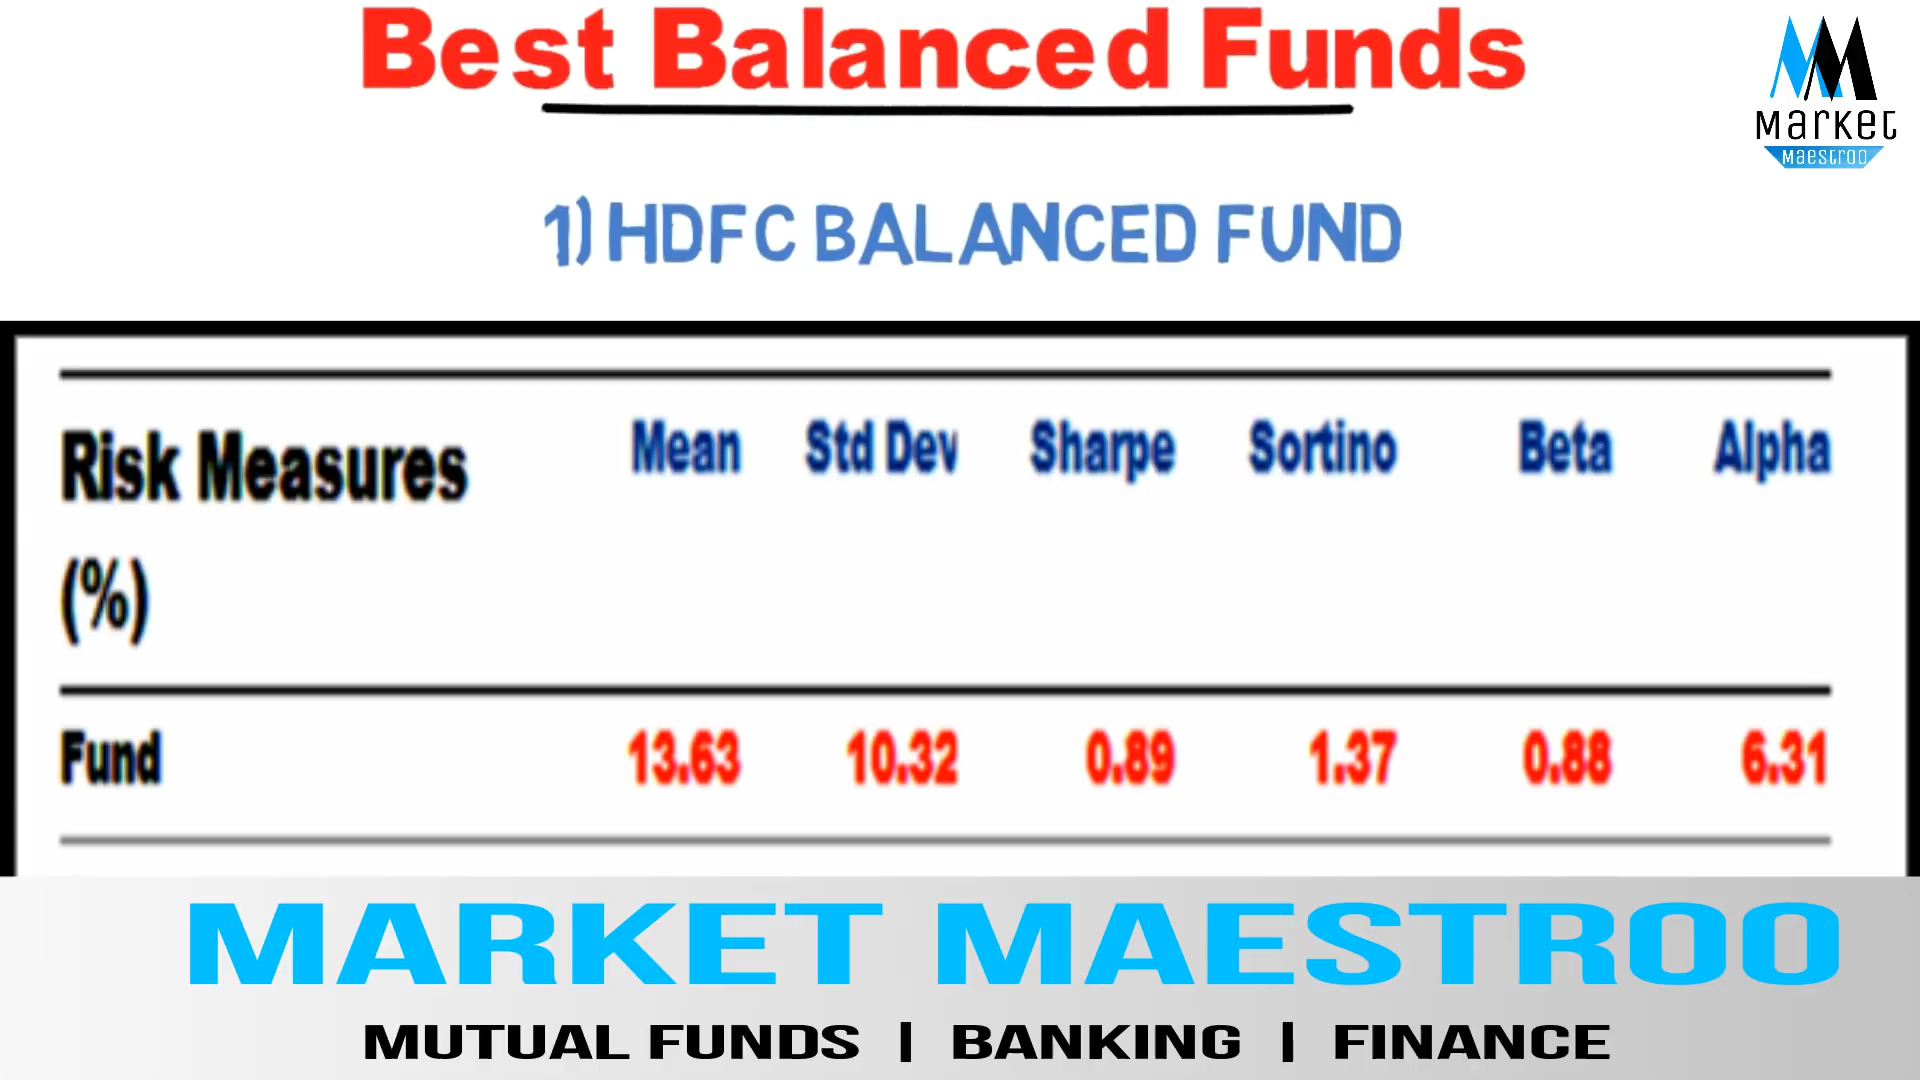 Best Balanced Funds
Market
Maestroo
1) HDFC BALANCED FUND
Risk Measures (%) Mean Std Dev Sharpe Sortino Beta Alpha
Fund 13.63 10.32 0.89 1.37 0.88 6.31
MARKET MAESTROO
MUTUAL FUNDS | BANKING | FINANCE